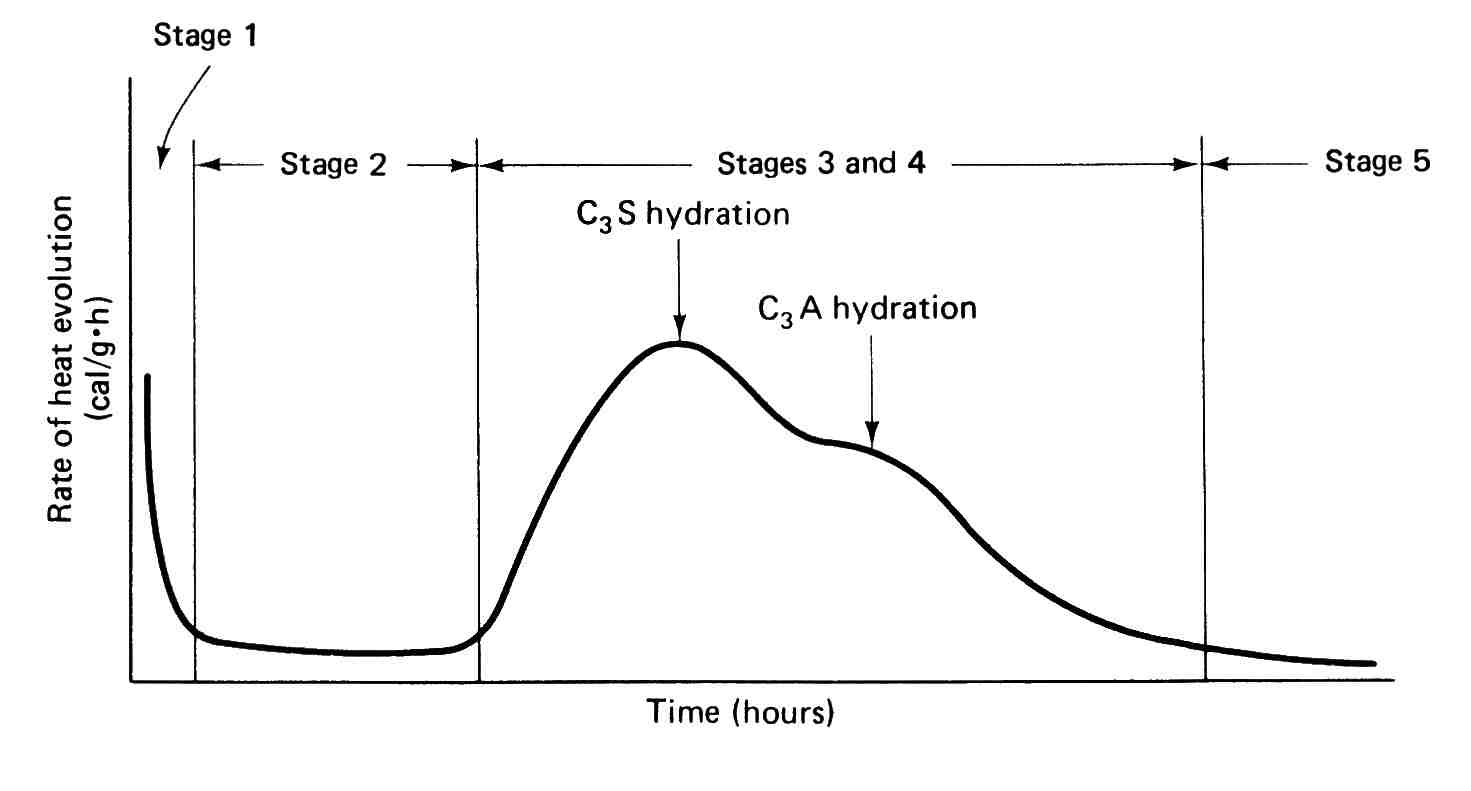 Stage 1
Stage 2
Stages 3 and 4
Stage 5
C₃S hydration
C₃A hydration
Rate of heat evolution
(cal/g·h)
Time (hours)